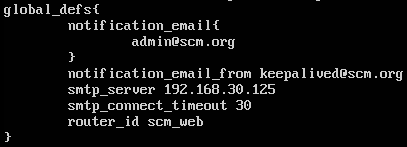 global_defs{
        notification_email{
                admin@scm.org
        }
        notification_email_from keepalived@scm.org
        smtp_server 192.168.30.125
        smtp_connect_timeout 30
        router_id scm_web
}